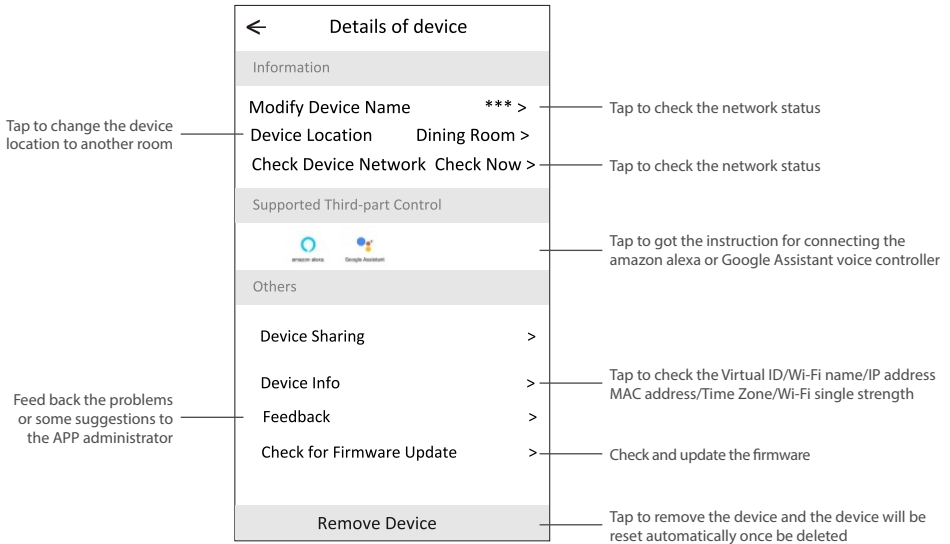 Details of device
Information
Modify Device Name *** >
Tap to check the network status
Tap to change the device
location to another room
Device Location Dining Room >
Check Device Network Check Now >
Tap to check the network status
Supported Third-part Control
amazon alexa Google Assistant
Tap to got the instruction for connecting the
amazon alexa or Google Assistant voice controller
Others
Device Sharing >
Device Info >
Tap to check the Virtual ID/Wi-Fi name/IP address
MAC address/Time Zone/Wi-Fi single strength
Feed back the problems
or some suggestions to
the APP administrator
Feedback >
Check for Firmware Update >
Check and update the firmware
Remove Device
Tap to remove the device and the device will be
reset automatically once be deleted